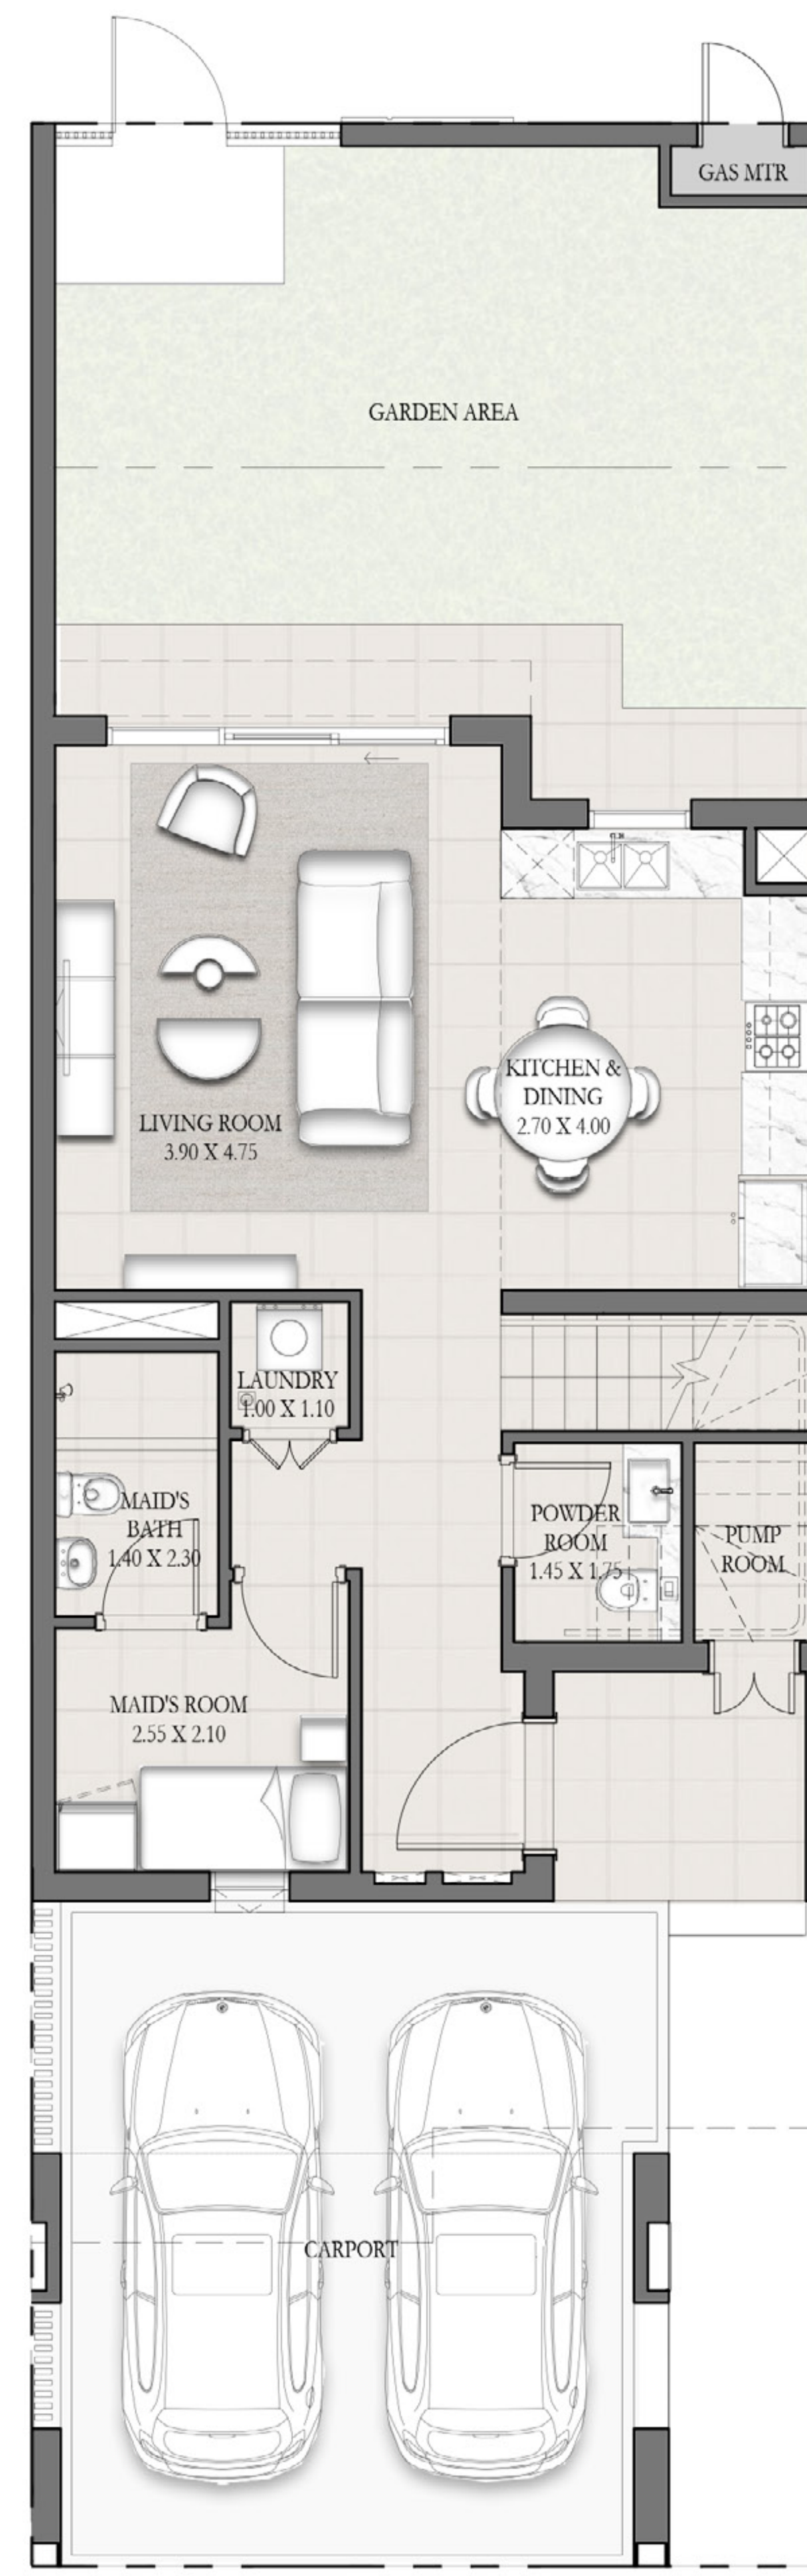 GAS MTR
GARDEN AREA
KITCHEN &
DINING
2.70 X 4.00
LIVING ROOM
3.90 X 4.75
LAUNDRY
1.00 X 1.10
MAID'S
BATH
1.40 X 2.30
POWDER
ROOM
1.45 X 1.75
PUMP
ROOM
MAID'S ROOM
2.55 X 2.10
CARPORT